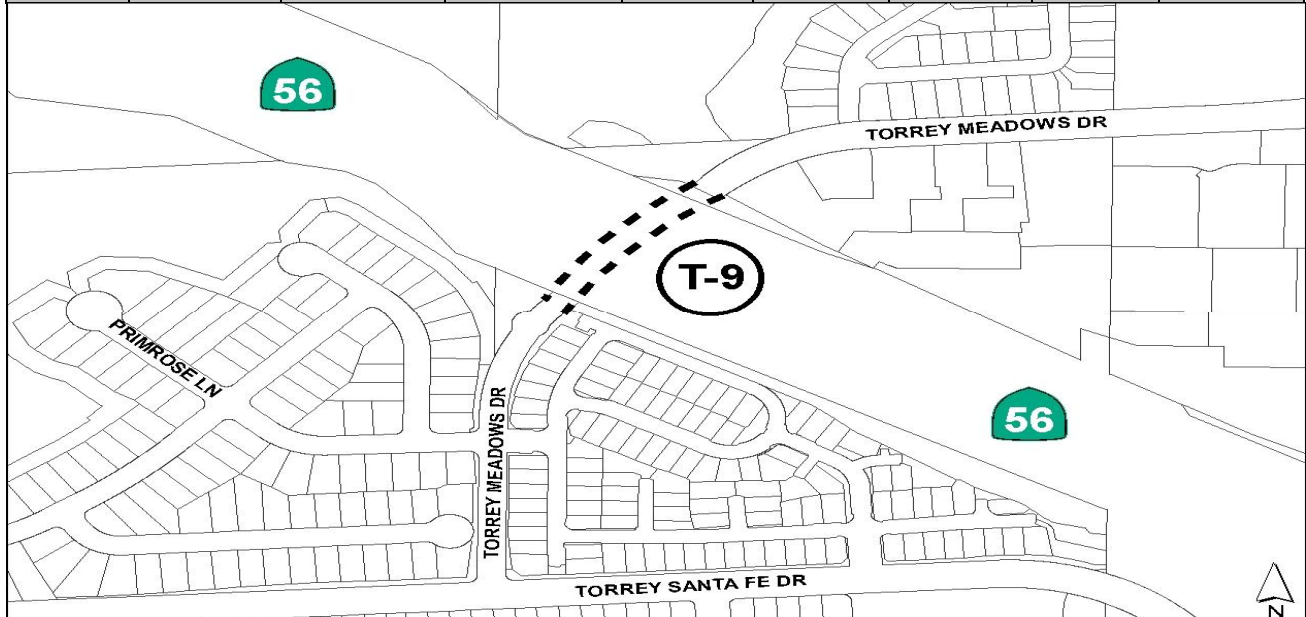 56
TORREY MEADOWS DR
T-9
PRIMROSE LN
TORREY MEADOWS DR
56
TORREY SANTA FE DR
N